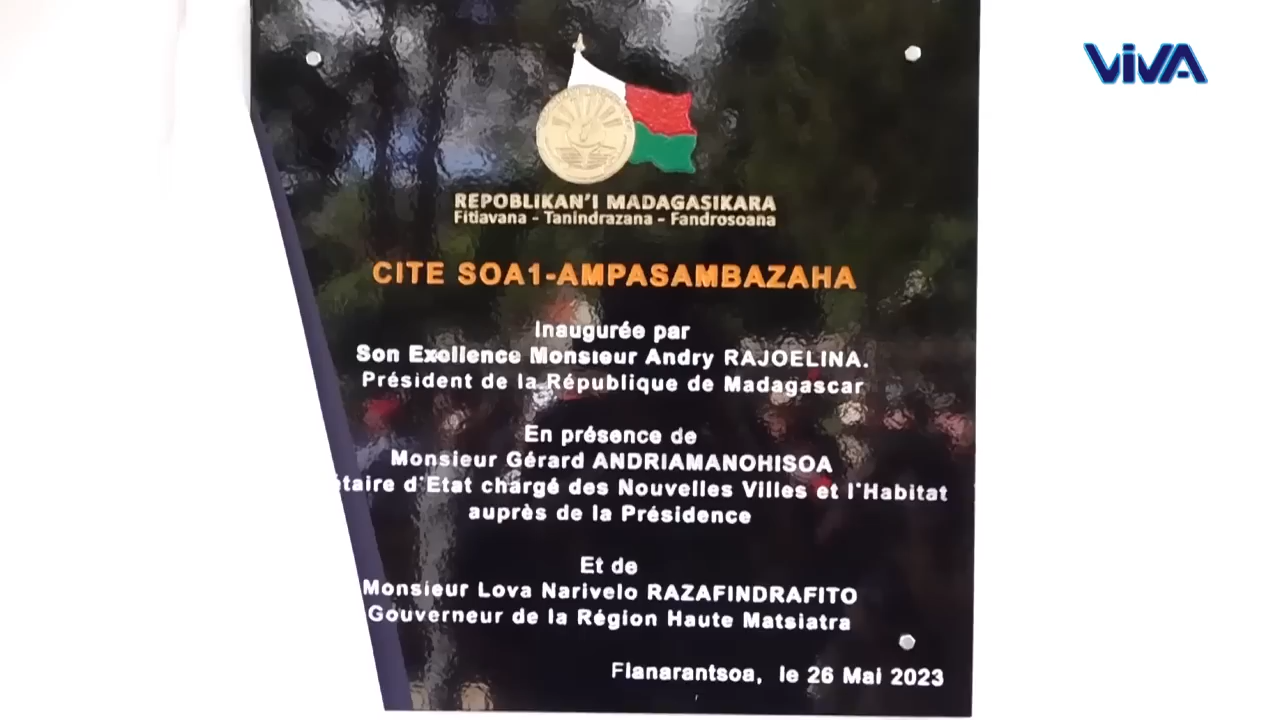 VIVA
REPOBLIKAN'I MADAGASIKARA
Fitiavana - Tanindrazana - Fandrosoana
CITE SOA1-AMPASAMBAZAHA
Inaugurée par
Son Exellence Monsieur Andry RAJOELINA.
Président de la République de Madagascar
En présence de
Monsieur Gérard ANDRIAMANOHISOA
taire d'Etat chargé des Nouvelles Villes et l'Habitat
auprès de la Présidence
Et de
Monsieur Lova Narivelo RAZAFINDRAFITO
Gouverneur de la Région Haute Matsiatra
Fianarantsoa, le 26 Mai 2023